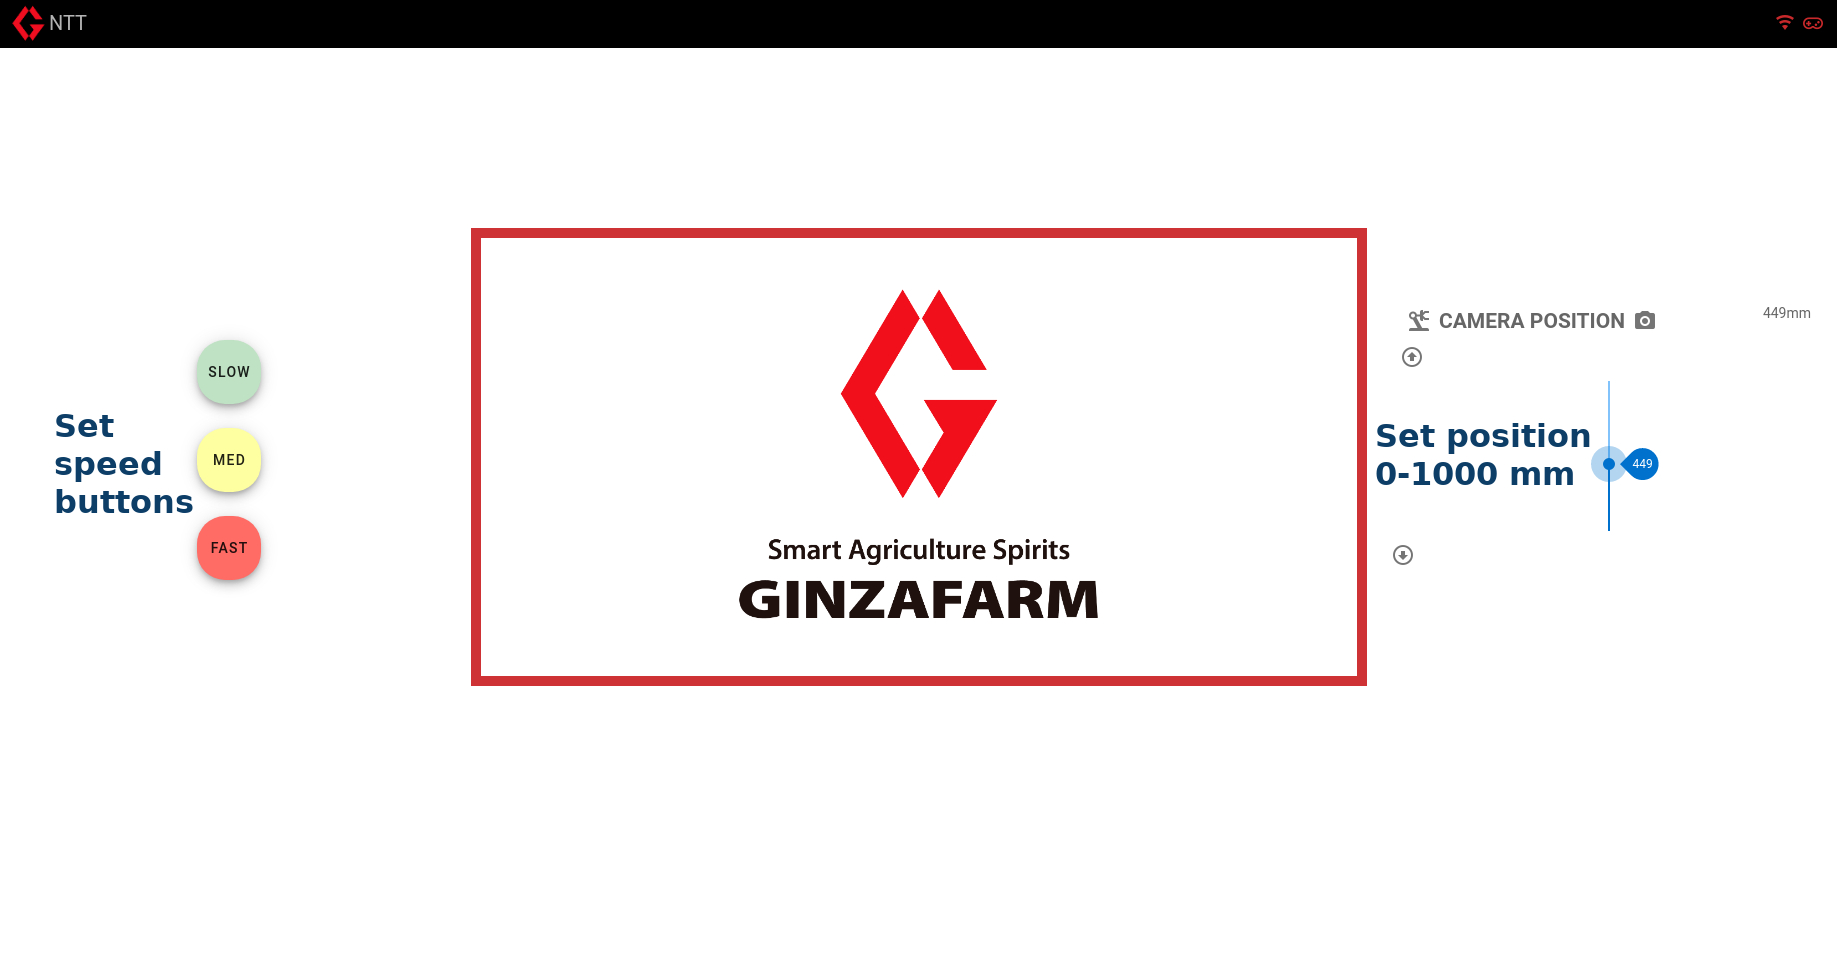 NTT
SLOW
MED
FAST
Set
speed
buttons
Smart Agriculture Spirits
GINZAFARM
CAMERA POSITION
449mm
Set position
0-1000 mm
449